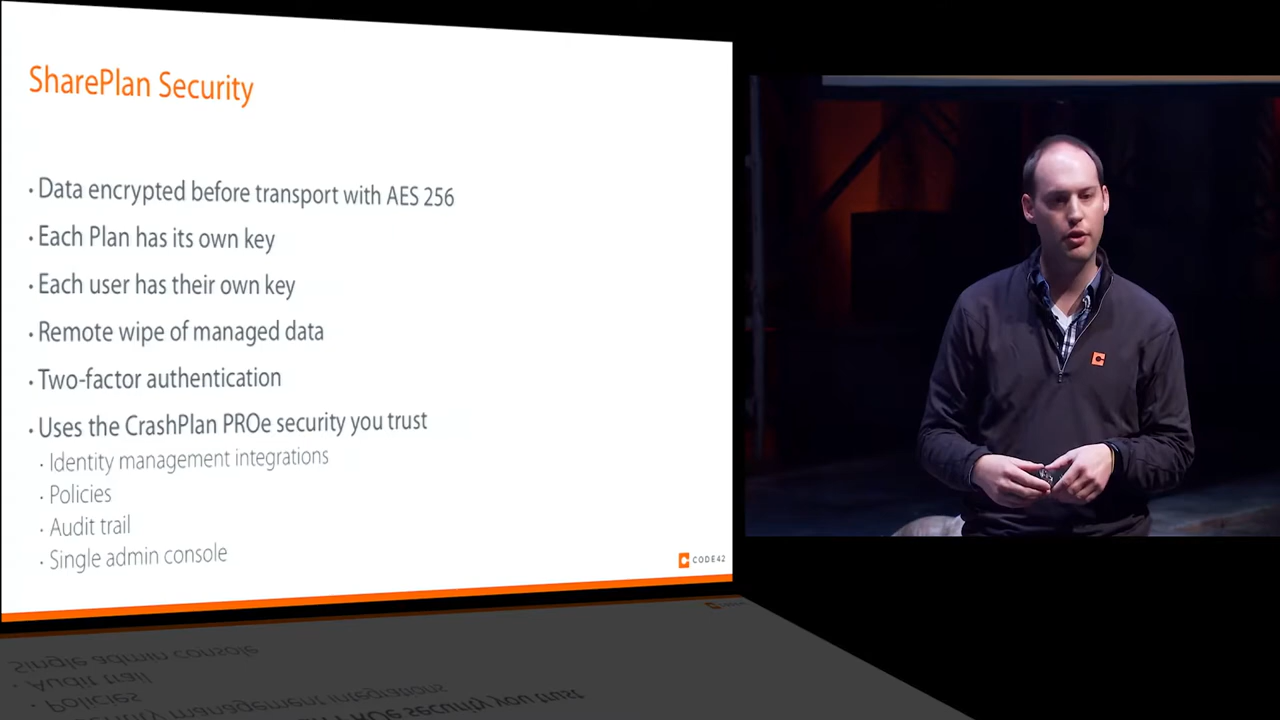 SharePlan Security
· Data encrypted before transport with AES 256
· Each Plan has its own key
· Each user has their own key
· Remote wipe of managed data
· Two-factor authentication
· Uses the CrashPlan PROe security you trust
· Identity management integrations
· Policies
· Audit trail
· Single admin console
CODE42